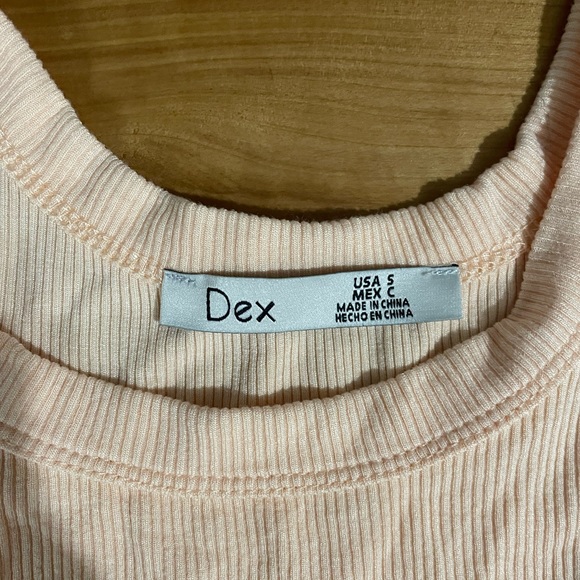 Dex
USA S
MEX C
MADE IN CHINA
HECHO EN CHINA